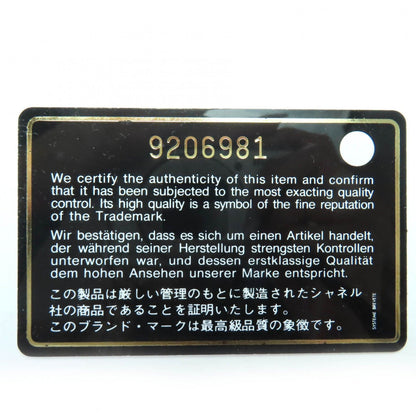 9206981
We certify the authenticity of this item and confirm
that it has been subjected to the most exacting quality
control. Its high quality is a symbol of the fine reputation
of the Trademark.
Wir bestätigen, dass es sich um einen Artikel handelt,
der während seiner Herstellung strengsten Kontrollen
unterworfen war, und dessen erstklassige Qualität
dem hohen Ansehen unserer Marke entspricht.
この製品は厳しい管理のもとに製造されたシャネル
社の商品であることを証明いたします。
このブランド・マークは最高級品質の象徴です。
SYSTEME BREVETE